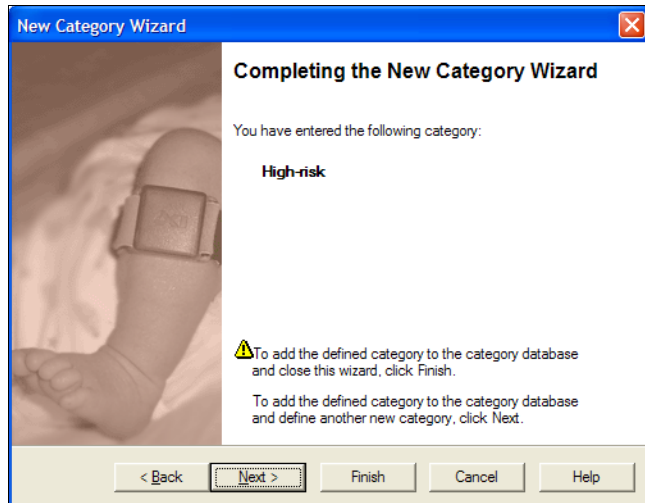 New Category Wizard
Completing the New Category Wizard
You have entered the following category:
High-risk
To add the defined category to the category database
and close this wizard, click Finish.
To add the defined category to the category database
and define another new category, click Next.
< Back
Next >
Finish
Cancel
Help